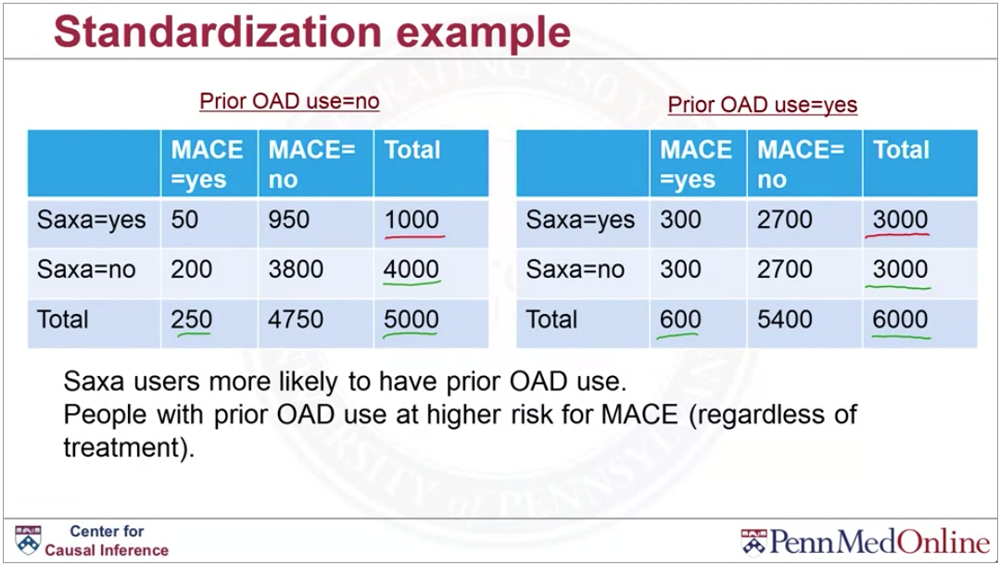 Standardization example
Prior OAD use=no
MACE =yes MACE= no Total
Saxa=yes 50 950 1000
Saxa=no 200 3800 4000
Total 250 4750 5000
Prior OAD use=yes
MACE =yes MACE= no Total
Saxa=yes 300 2700 3000
Saxa=no 300 2700 3000
Total 600 5400 6000
Saxa users more likely to have prior OAD use.
People with prior OAD use at higher risk for MACE (regardless of
treatment).
Center for
Causal Inference
PennMedOnline